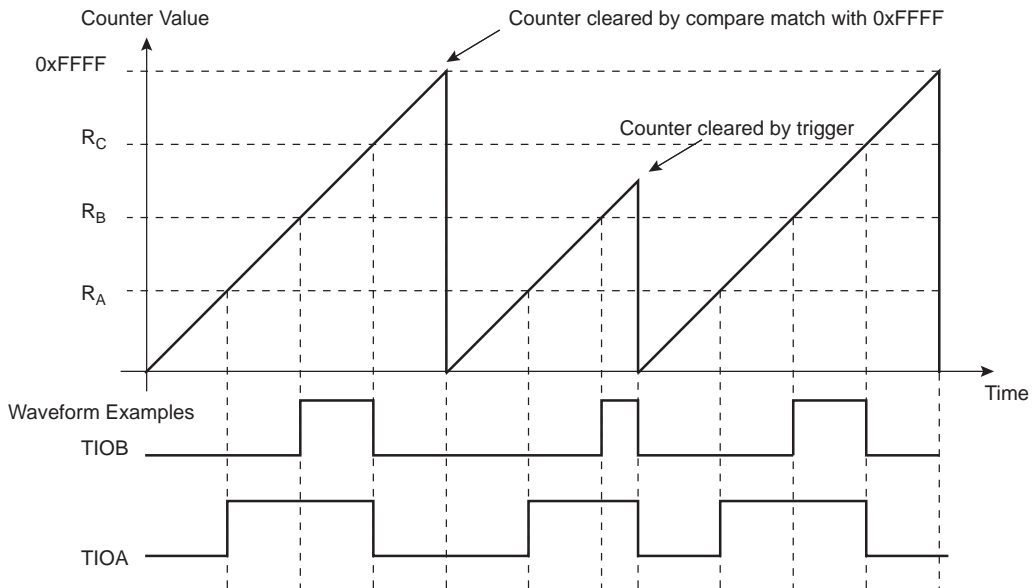 Counter Value
Counter cleared by compare match with 0xFFFF
0xFFFF
Counter cleared by trigger
RC
RB
RA
Time
Waveform Examples
TIOB
TIOA